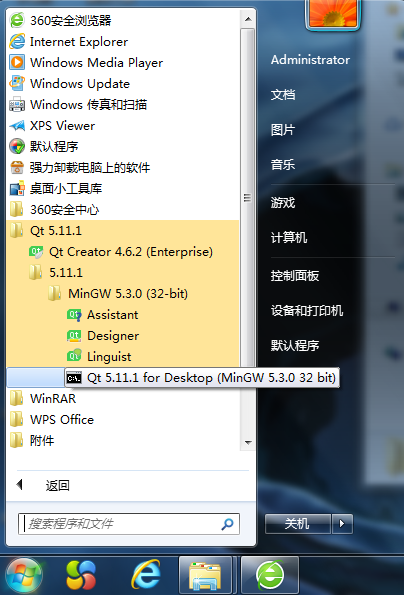 360安全浏览器
Internet Explorer
Windows Media Player
Windows Update
Windows 传真和扫描
XPS Viewer
默认程序
强力卸载电脑上的软件
桌面小工具库
360安全中心
Qt 5.11.1
Qt Creator 4.6.2 (Enterprise)
5.11.1
MinGW 5.3.0 (32-bit)
Assistant
Designer
Linguist
Qt 5.11.1 for Desktop (MinGW 5.3.0 32 bit)
WinRAR
WPS Office
附件
返回
搜索程序和文件
Administrator
文档
图片
音乐
游戏
计算机
控制面板
设备和打印机
默认程序
关机